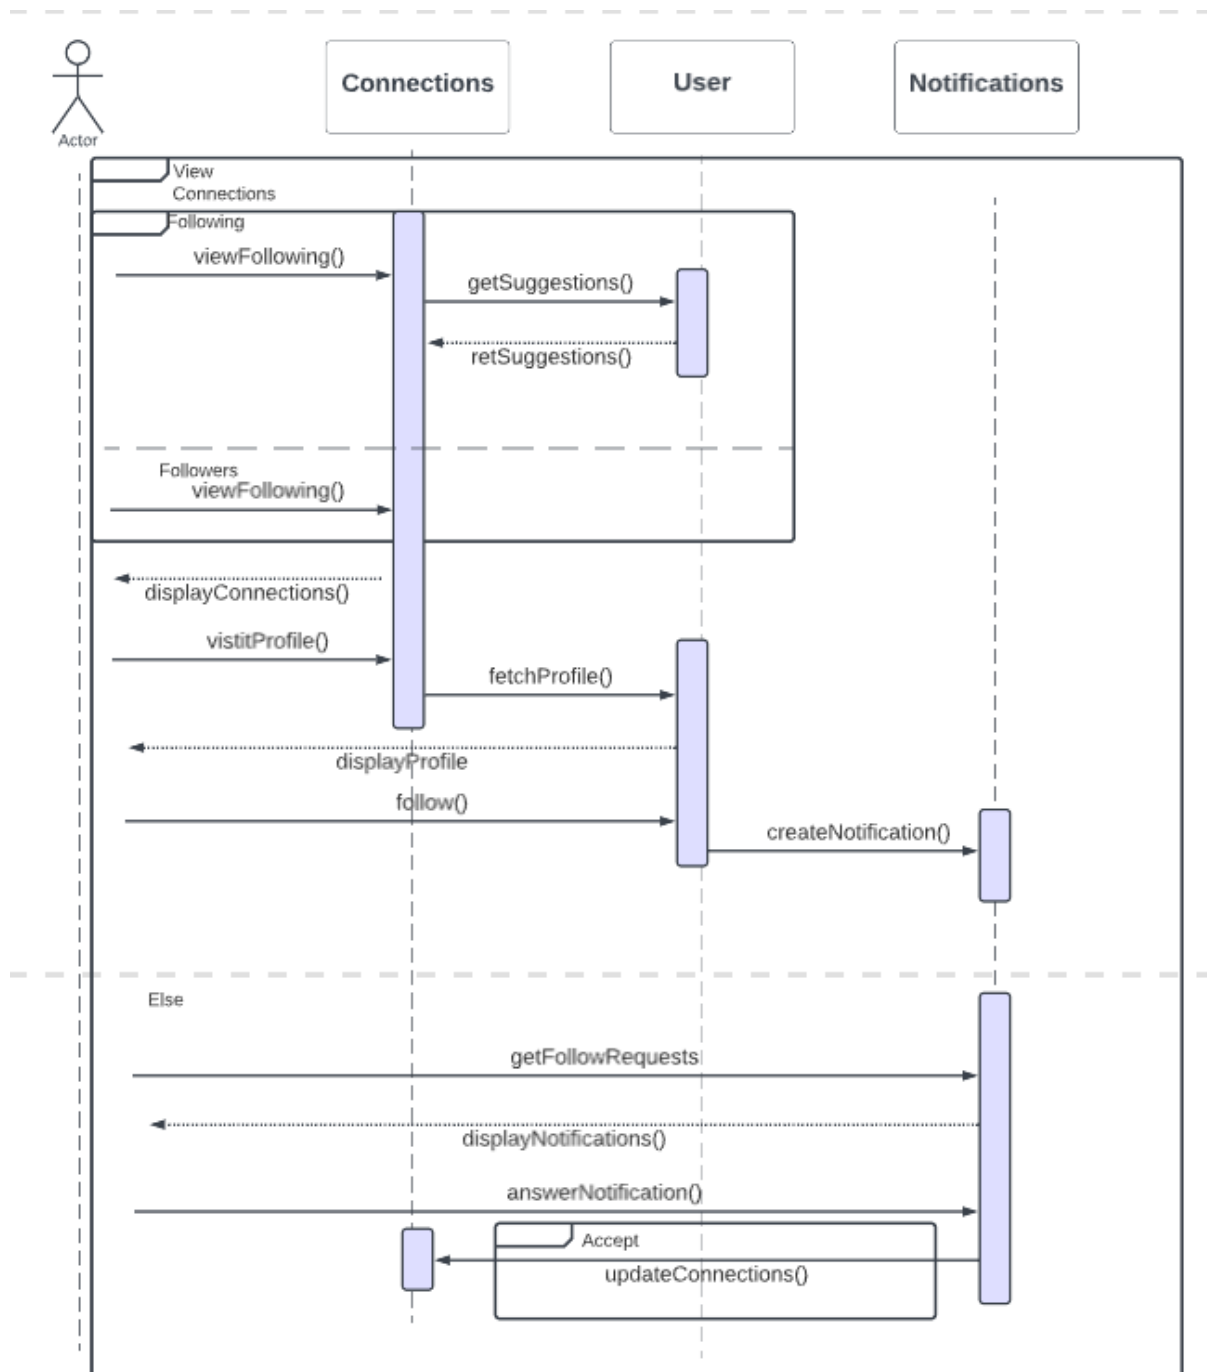 Actor
Connections
User
Notifications
View
Connections
Following
viewFollowing()
getSuggestions()
retSuggestions()
Followers
viewFollowing()
displayConnections()
vistitProfile()
fetchProfile()
displayProfile
follow()
createNotification()
Else
getFollowRequests
displayNotifications()
answerNotification()
Accept
updateConnections()